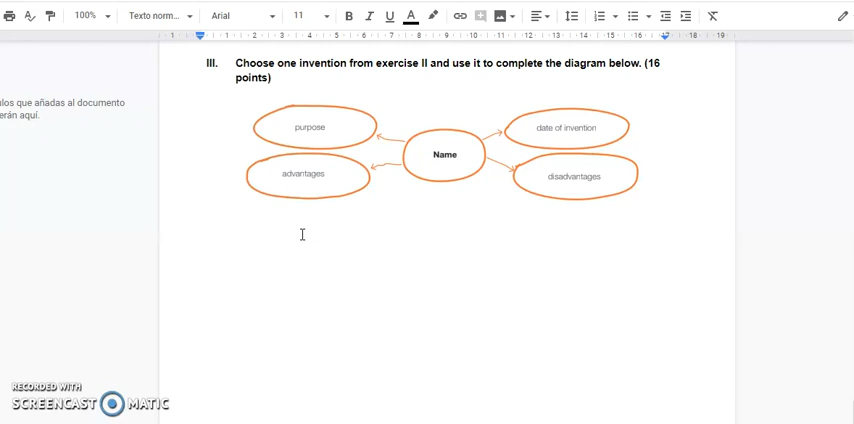 100%
Texto norm...
Arial
11
B I U A
1 1 2 3 4 5 6 7 8 9 10 11 12 13 14 15 16 17 18 19
los que añadas al documento
erán aquí.
III. Choose one invention from exercise II and use it to complete the diagram below. (16
points)
purpose
date of invention
Name
advantages
disadvantages
RECORDED WITH
SCREENCAST MATIC